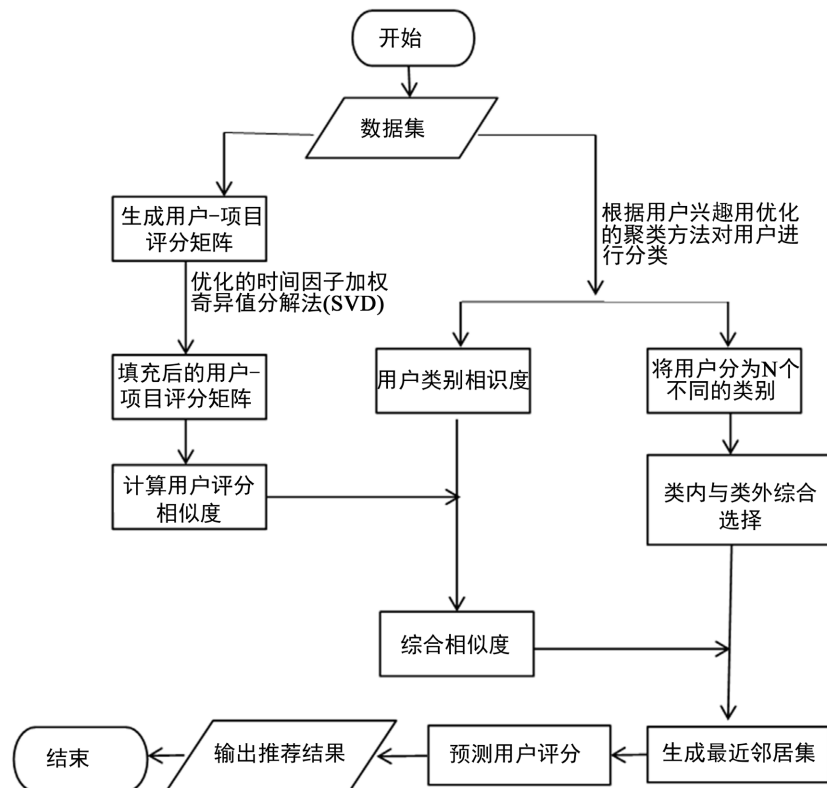 开始
数据集
生成用户-项目
评分矩阵
根据用户兴趣用优化
的聚类方法对用户进
行分类
优化的时间因子加权
奇异值分解法(SVD)
填充后的用户-
项目评分矩阵
用户类别相识度
将用户分为N个
不同的类别
计算用户评分
相似度
类内与类外综合
选择
综合相似度
生成最近邻居集
预测用户评分
输出推荐结果
结束